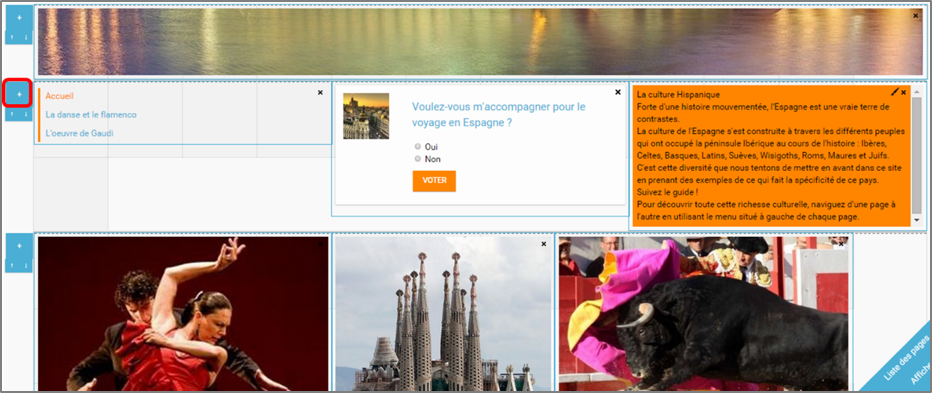 Accueil
La danse et le flamenco
L'oeuvre de Gaudi
Voulez-vous m'accompagner pour le
voyage en Espagne ?
Oui
Non
VOTER
La culture Hispanique
Forte d'une histoire mouvementée, l'Espagne est une vraie terre de
contrastes.
La culture de l'Espagne s'est construite à travers les différents peuples
qui ont occupé la péninsule Ibérique au cours de l'histoire : Ibères,
Celtes, Basques, Latins, Suèves, Wisigoths, Roms, Maures et Juifs.
C'est cette diversité que nous tentons de mettre en avant dans ce site
en prenant des exemples de ce qui fait la spécificité de ce pays.
Suivez le guide !
Pour découvrir toute cette richesse culturelle, naviguez d'une page à
l'autre en utilisant le menu situé à gauche de chaque page.
Liste des pages
Affiche